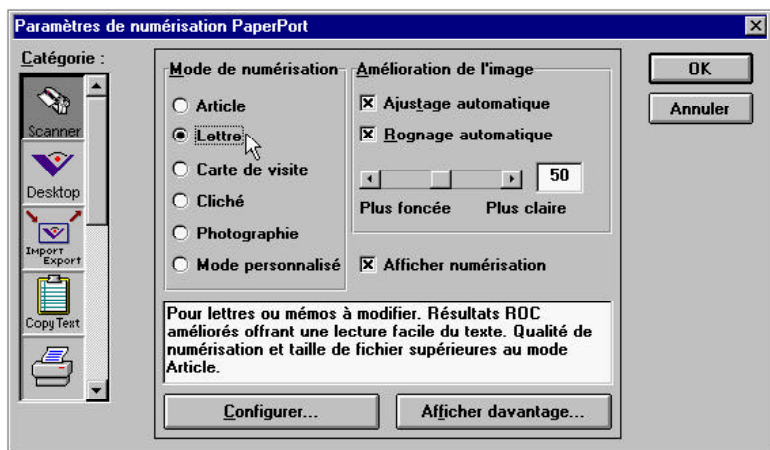 Paramètres de numérisation PaperPort
Catégorie :
Scanner
Desktop
Import
Export
CopyText
Mode de numérisation
Article
Lettre
Carte de visite
Cliché
Photographie
Mode personnalisé
Amélioration de l'image
Ajustage automatique
Rognage automatique
50
Plus foncée Plus claire
Afficher numérisation
Pour lettres ou mémos à modifier. Résultats ROC
améliorés offrant une lecture facile du texte. Qualité de
numérisation et taille de fichier supérieures au mode
Article.
Configurer...
Afficher davantage...
OK
Annuler